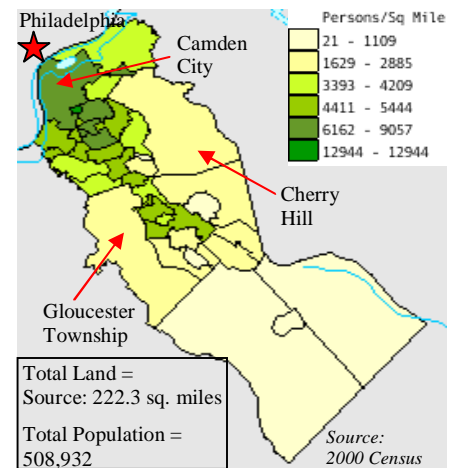 Philadelphia
Camden
City
Persons/Sq Mile
21 - 1109
1629 - 2885
3393 - 4209
4411 - 5444
6162 - 9057
12944 - 12944
Cherry
Hill
Gloucester
Township
Total Land =
Source: 222.3 sq. miles
Total Population =
508,932
Source:
2000 Census